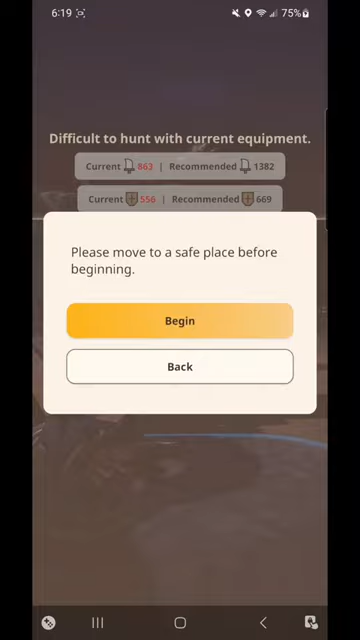 6:19 75%
Difficult to hunt with current equipment.
Current 863 | Recommended 1382
Current 556 | Recommended 669
Please move to a safe place before
beginning.
Begin
Back